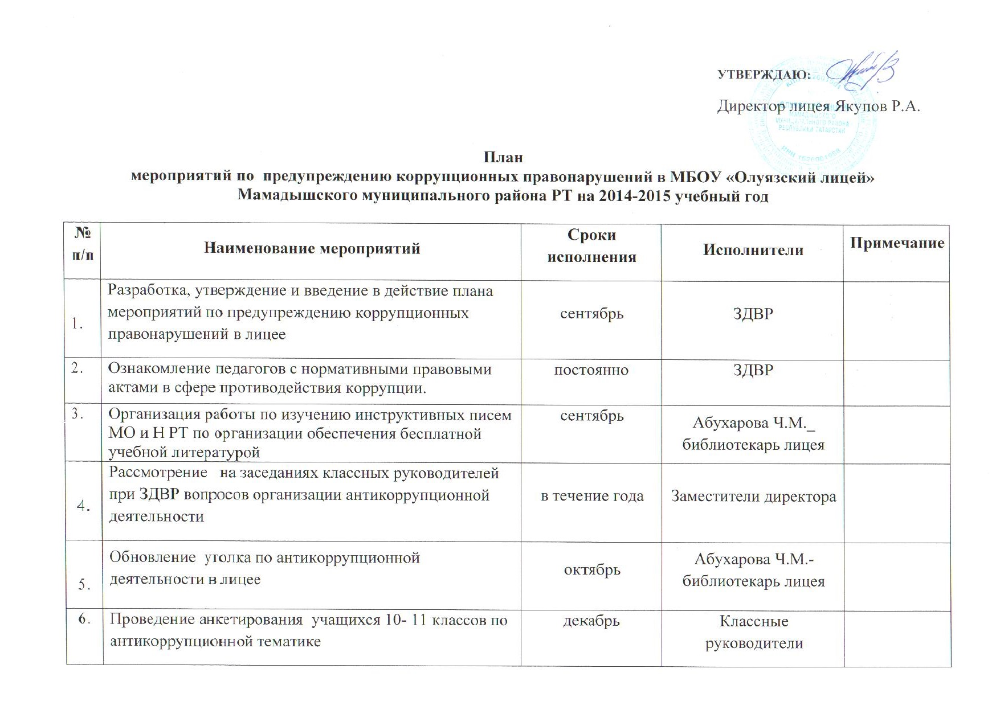 УТВЕРЖДАЮ:
Директор лицея Якупов Р.А.
МАМАДЫШСКОГО
МУНИЦИПАЛЬНОГО РАЙОНА
РЕСПУБЛИКИ ТАТАРСТАН
План
мероприятий по предупреждению коррупционных правонарушений в МБОУ «Олуязский лицей»
Мамадышского муниципального района РТ на 2014-2015 учебный год
№ п/п
Наименование мероприятий
Сроки исполнения
Исполнители
Примечание
1.
Разработка, утверждение и введение в действие плана
мероприятий по предупреждению коррупционных
правонарушений в лицее
сентябрь
ЗДВР
2.
Ознакомление педагогов с нормативными правовыми
актами в сфере противодействия коррупции.
постоянно
ЗДВР
3.
Организация работы по изучению инструктивных писем
МО и Н РТ по организации обеспечения бесплатной
учебной литературой
сентябрь
Абухарова Ч.М._
библиотекарь лицея
4.
Рассмотрение на заседаниях классных руководителей
при ЗДВР вопросов организации антикоррупционной
деятельности
в течение года
Заместители директора
5.
Обновление уголка по антикоррупционной
деятельности в лицее
октябрь
Абухарова Ч.М.-
библиотекарь лицея
6.
Проведение анкетирования учащихся 10- 11 классов по
антикоррупционной тематике
декабрь
Классные
руководители